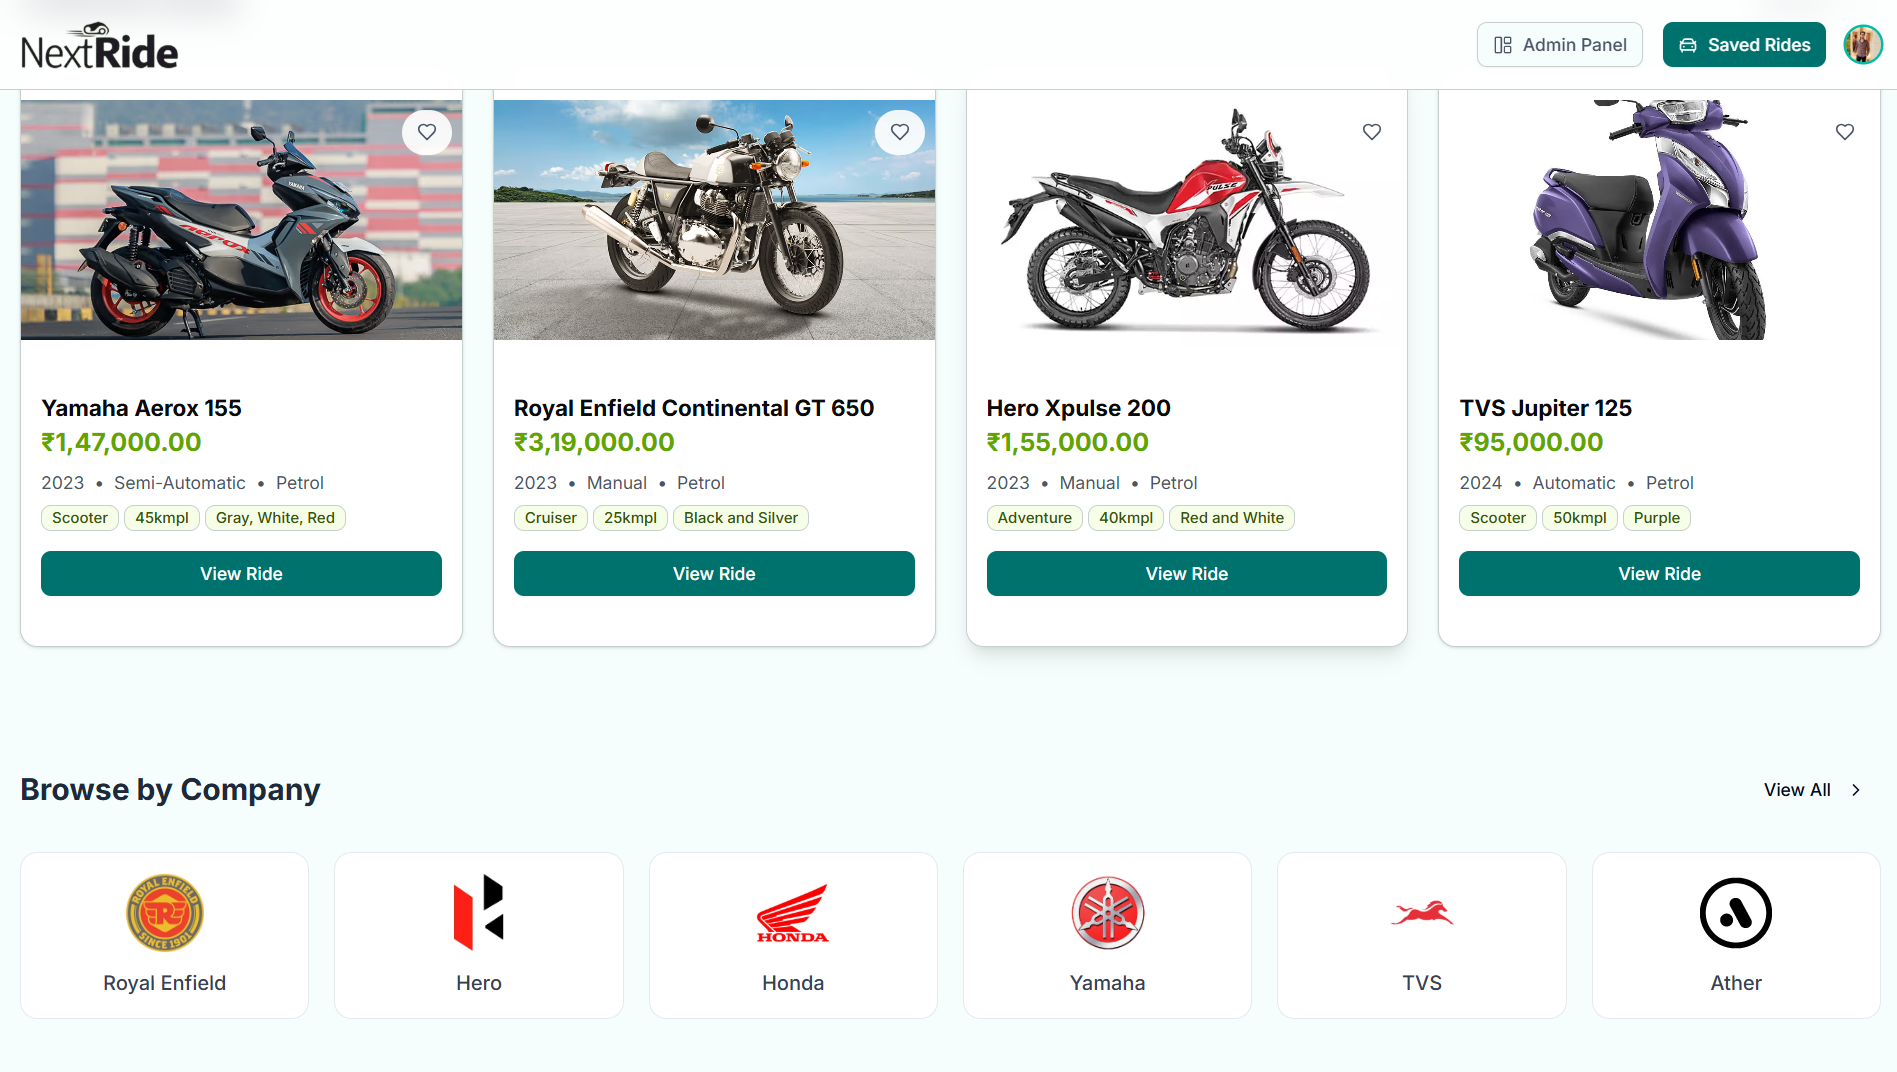 NextRide
Admin Panel
Saved Rides
YAMAHA
aerox
PULSE
Yamaha Aerox 155
₹1,47,000.00
2023 • Semi-Automatic • Petrol
Scooter 45kmpl Gray, White, Red
View Ride
Royal Enfield Continental GT 650
₹3,19,000.00
2023 • Manual • Petrol
Cruiser 25kmpl Black and Silver
View Ride
Hero Xpulse 200
₹1,55,000.00
2023 • Manual • Petrol
Adventure 40kmpl Red and White
View Ride
TVS Jupiter 125
₹95,000.00
2024 • Automatic • Petrol
Scooter 50kmpl Purple
View Ride
Browse by Company
View All
ROYAL ENFIELD
R
SINCE 1901
Royal Enfield
Hero
HONDA
Honda
Yamaha
TVS
Ather